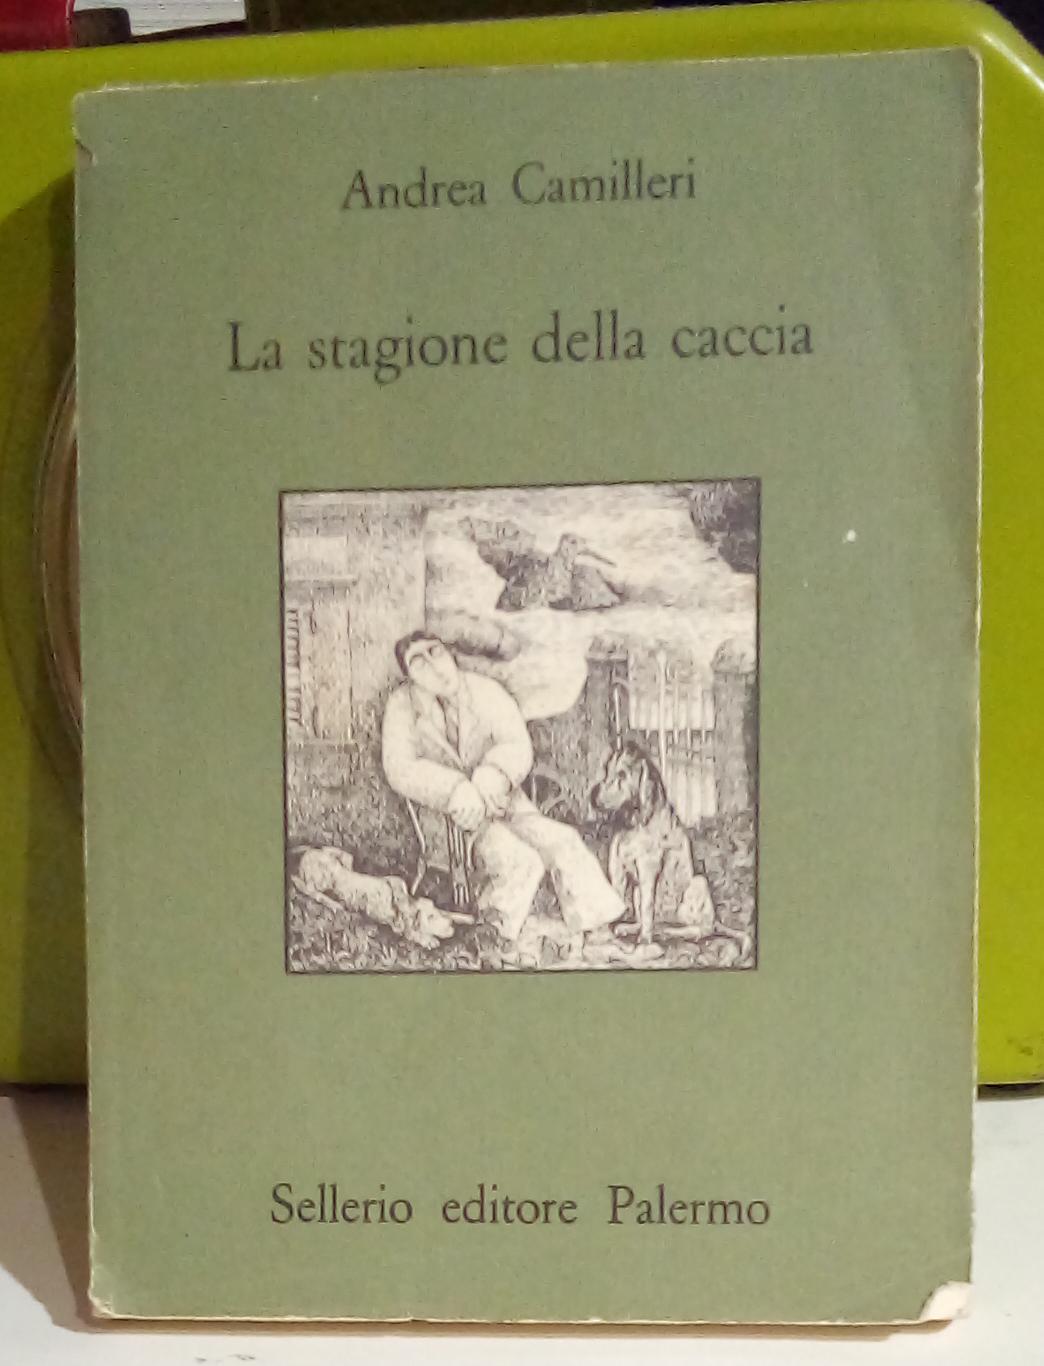 Andrea Camilleri
La stagione della caccia
Sellerio editore Palermo